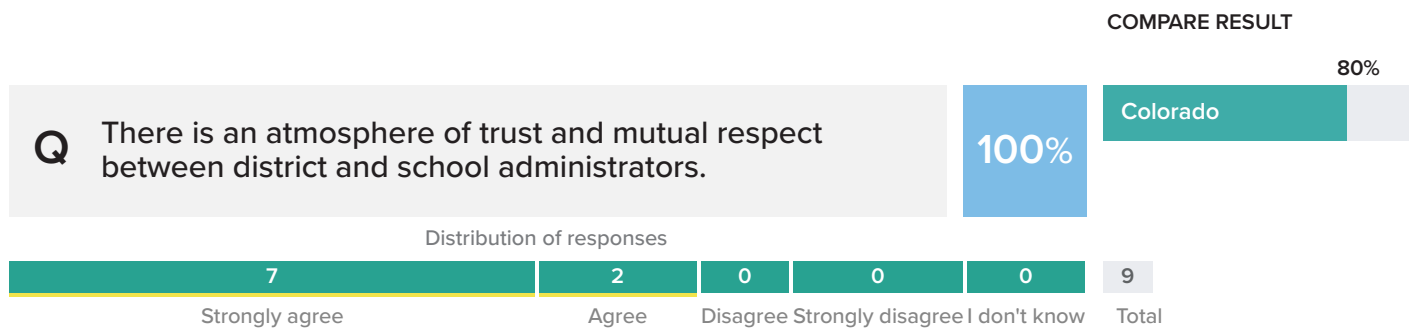 COMPARE RESULT
80%
Q
There is an atmosphere of trust and mutual respect
between district and school administrators.
100%
Colorado
Distribution of responses
7 2 0 0 0 9
Strongly agree Agree Disagree Strongly disagree I don't know Total